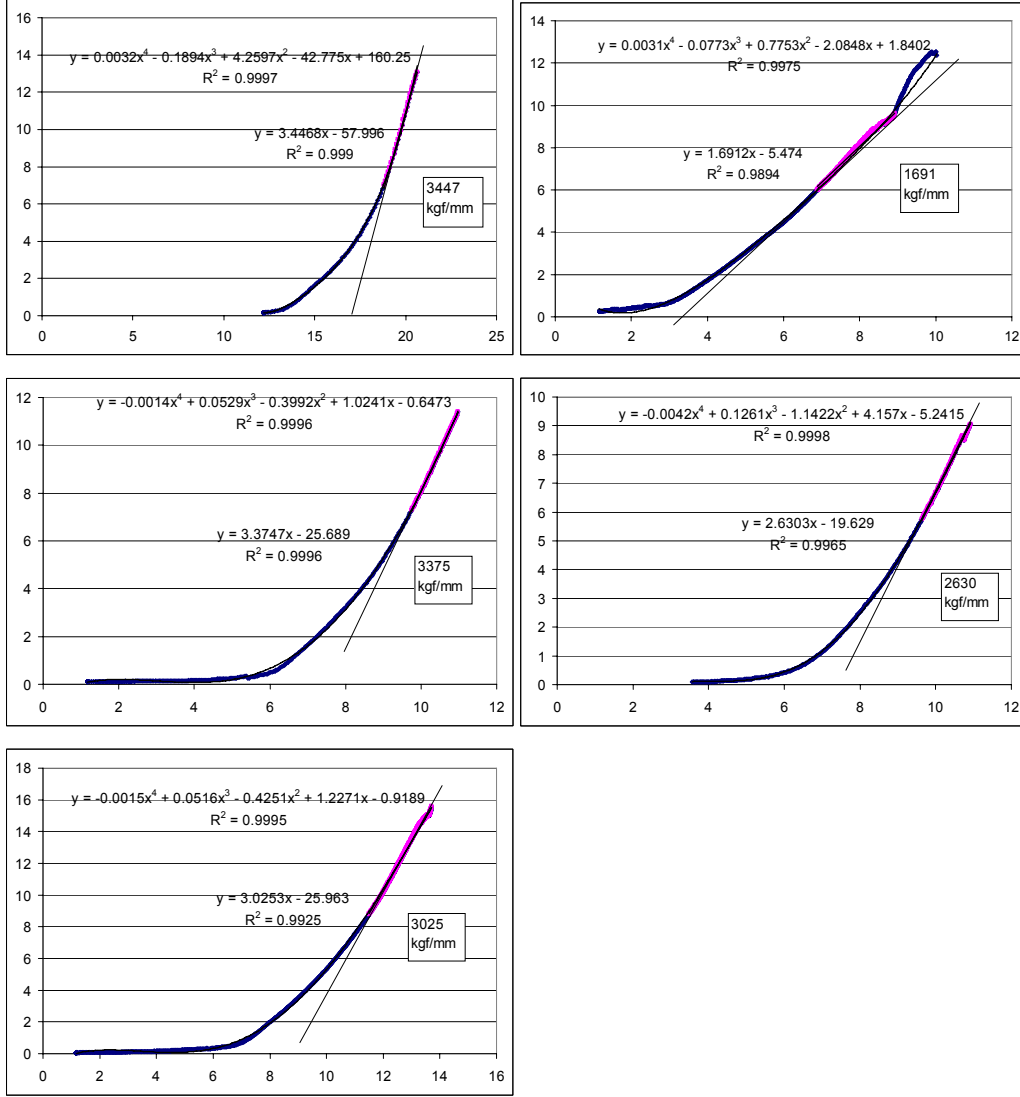 16
14
12
10
8
6
4
2
0
y = 0.0032x⁴ - 0.1894x³ + 4.2597x² - 42.775x + 160.25
R² = 0.9997
y = 3.4468x - 57.996
R² = 0.999
3447
kgf/mm
0 5 10 15 20 25
14
12
10
8
6
4
2
0
y = 0.0031x⁴ - 0.0773x³ + 0.7753x² - 2.0848x + 1.8402
R² = 0.9975
y = 1.6912x - 5.474
R² = 0.9894
1691
kgf/mm
0 2 4 6 8 10 12
12
10
8
6
4
2
0
y = -0.0014x⁴ + 0.0529x³ - 0.3992x² + 1.0241x - 0.6473
R² = 0.9996
y = 3.3747x - 25.689
R² = 0.9996
3375
kgf/mm
0 2 4 6 8 10 12
10
9
8
7
6
5
4
3
2
1
0
y = -0.0042x⁴ + 0.1261x³ - 1.1422x² + 4.157x - 5.2415
R² = 0.9998
y = 2.6303x - 19.629
R² = 0.9965
2630
kgf/mm
0 2 4 6 8 10 12
18
16
14
12
10
8
6
4
2
0
y = -0.0015x⁴ + 0.0516x³ - 0.4251x² + 1.2271x - 0.9189
R² = 0.9995
y = 3.0253x - 25.963
R² = 0.9925
3025
kgf/mm
0 2 4 6 8 10 12 14 16